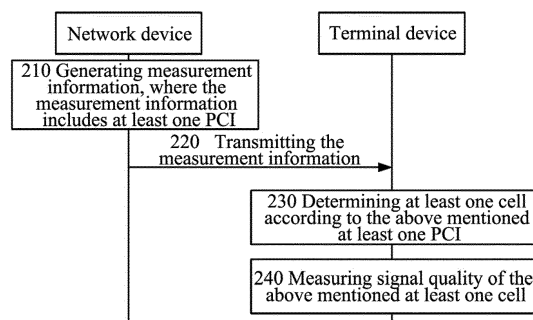 Network device
Terminal device
210 Generating measurement
information, where the
measurement information
includes at least one PCI
220 Transmitting the
measurement information
230 Determining at least one cell
according to the above mentioned
at least one PCI
240 Measuring signal quality of the
above mentioned at least one cell